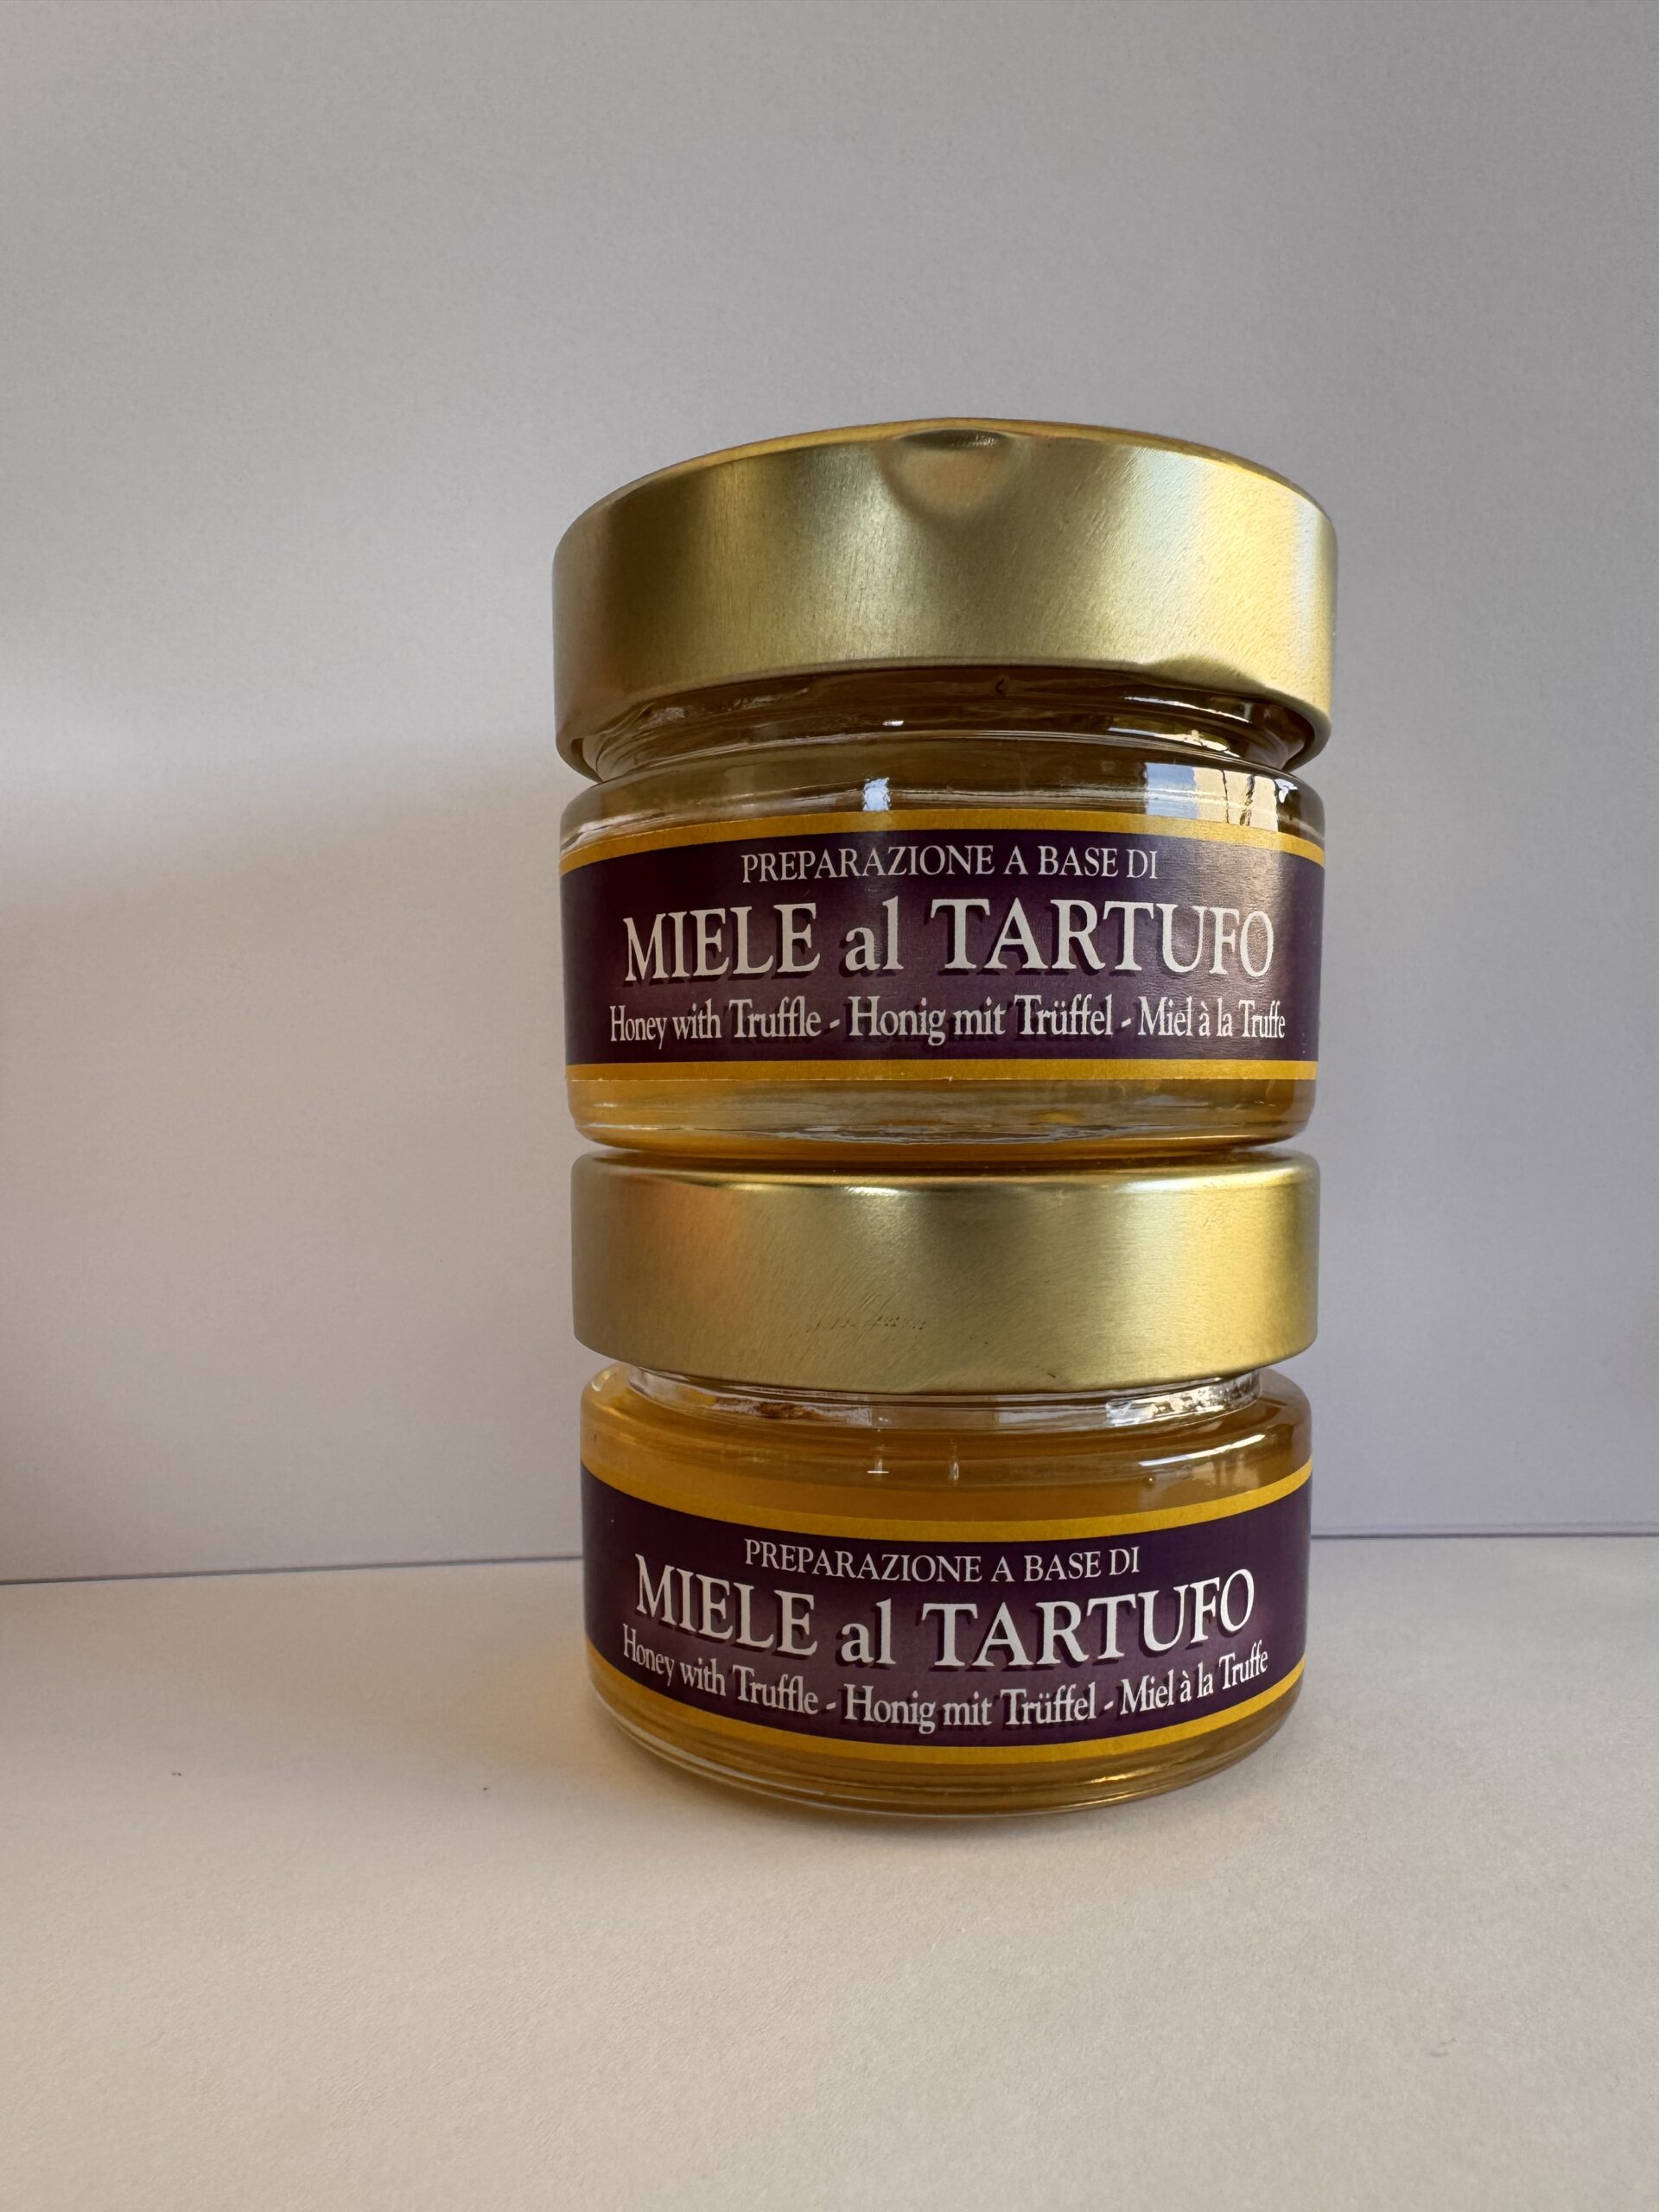 PREPARAZIONE A BASE DI
MIELE al TARTUFO
Honey with Truffle - Honig mit Trüffel - Miel à la Truffe
PREPARAZIONE A BASE DI
MIELE al TARTUFO
Honey with Truffle - Honig mit Trüffel - Miel à la Truffe